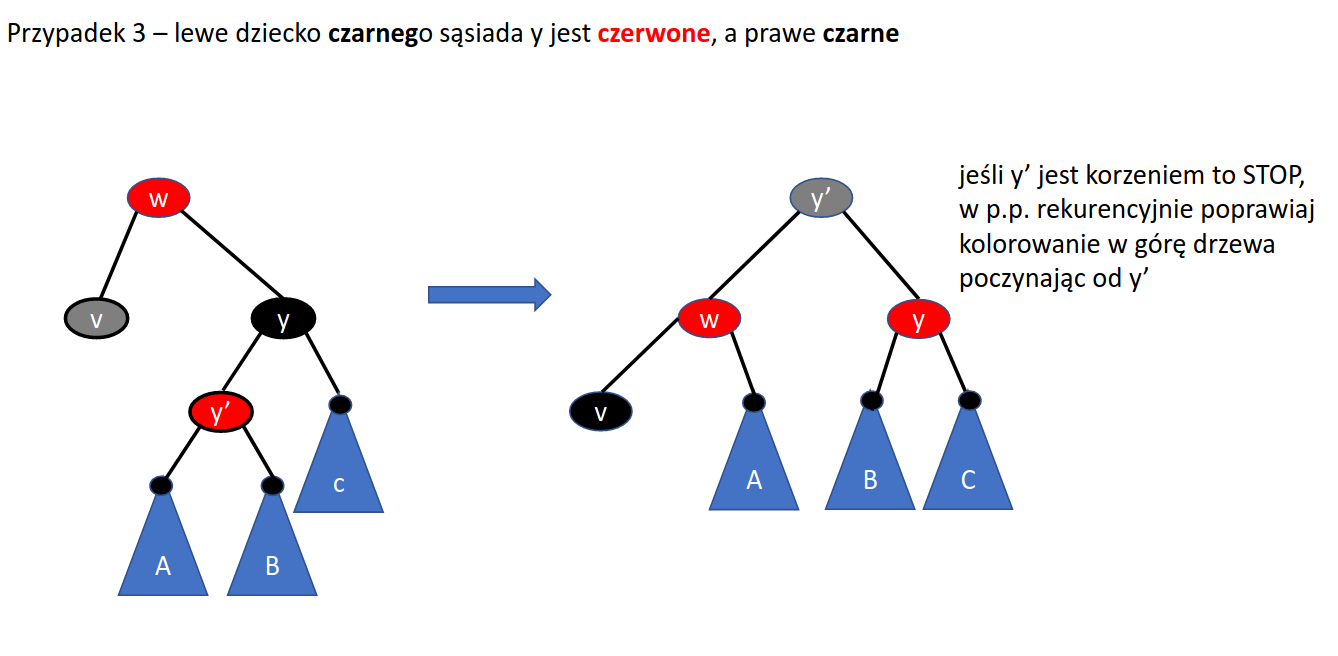 Przypadek 3 – lewe dziecko czarnego sąsiada y jest czerwone, a prawe czarne
jeśli y’ jest korzeniem to STOP,
w p.p. rekurencyjnie poprawiaj
kolorowanie w górę drzewa
poczynając od y’
w
v
y
y’
c
A
B
y’
w
y
v
A
B
C